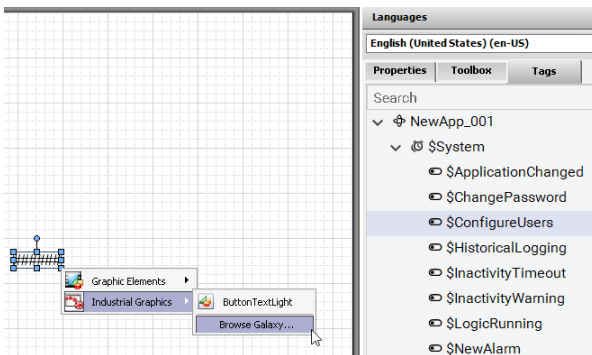 Languages
English (United States) (en-US)
Properties Toolbox Tags
Search
NewApp_001
$System
$ApplicationChanged
$ChangePassword
$ConfigureUsers
$HistoricalLogging
$InactivityTimeout
$InactivityWarning
$LogicRunning
$NewAlarm
########
Graphic Elements
Industrial Graphics
ButtonTextLight
Browse Galaxy...